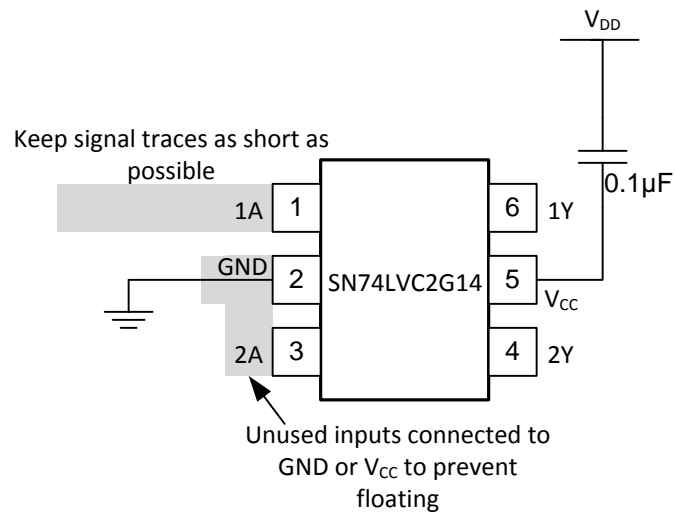 VDD
Keep signal traces as short as
possible
0.1µF
1A 1 6 1Y
GND 2 SN74LVC2G14 5 VCC
2A 3 4 2Y
Unused inputs connected to
GND or VCC to prevent
floating